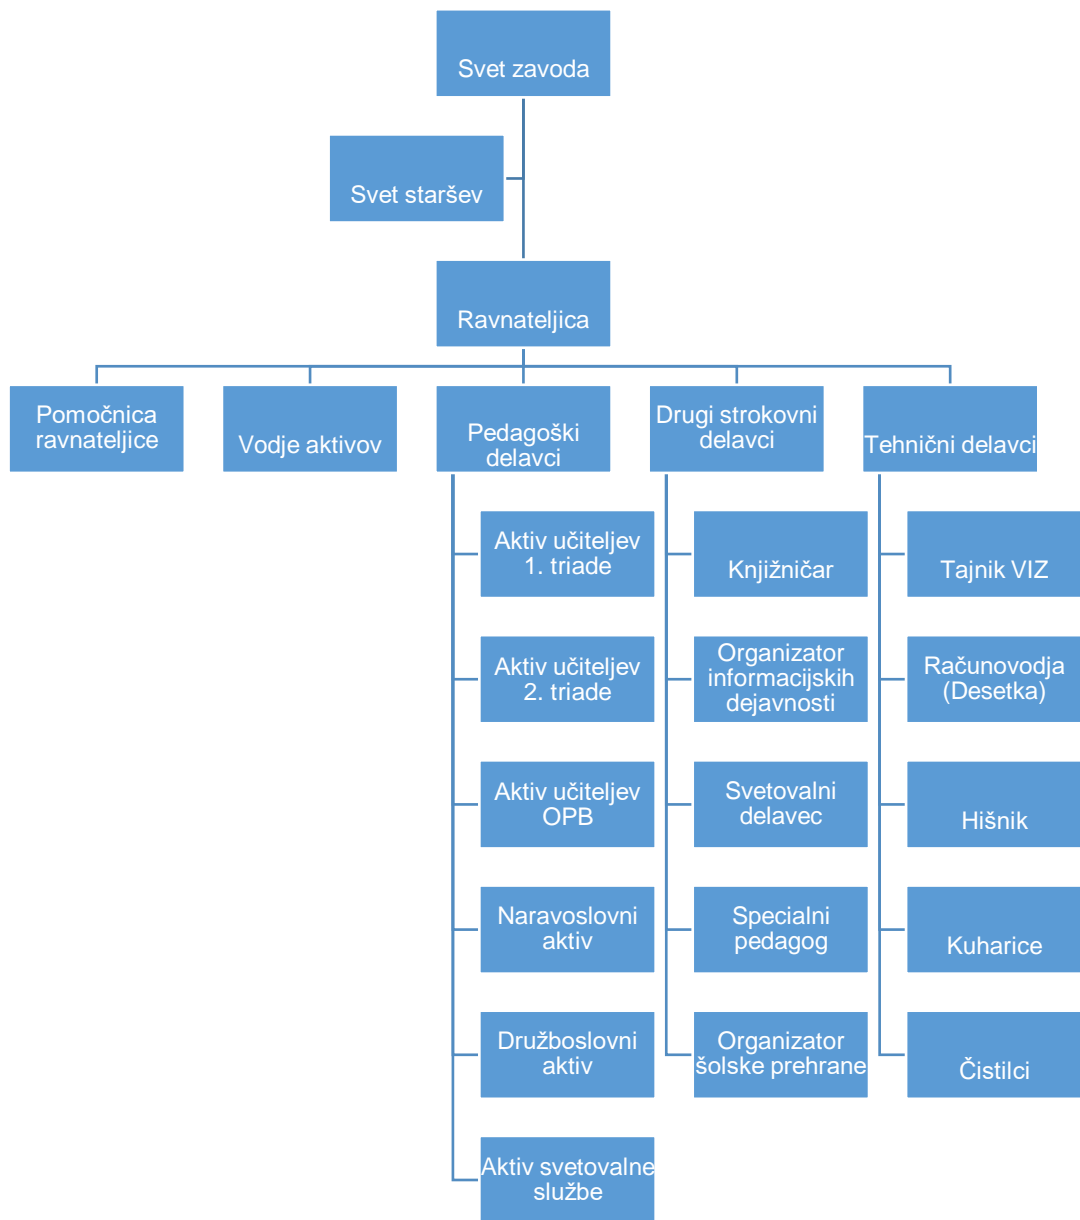 Svet zavoda
Svet staršev
Ravnateljica
Pomočnica
ravnateljice
Vodje aktivov
Pedagoški
delavci
Drugi strokovni
delavci
Tehnični delavci
Aktiv učiteljev
1. triade
Aktiv učiteljev
2. triade
Aktiv učiteljev
OPB
Naravoslovni
aktiv
Družboslovni
aktiv
Aktiv svetovalne
službe
Knjižničar
Organizator
informacijskih
dejavnosti
Svetovalni
delavec
Specialni
pedagog
Organizator
šolske prehrane
Tajnik VIZ
Računovodja
(Desetka)
Hišnik
Kuharice
Čistilci